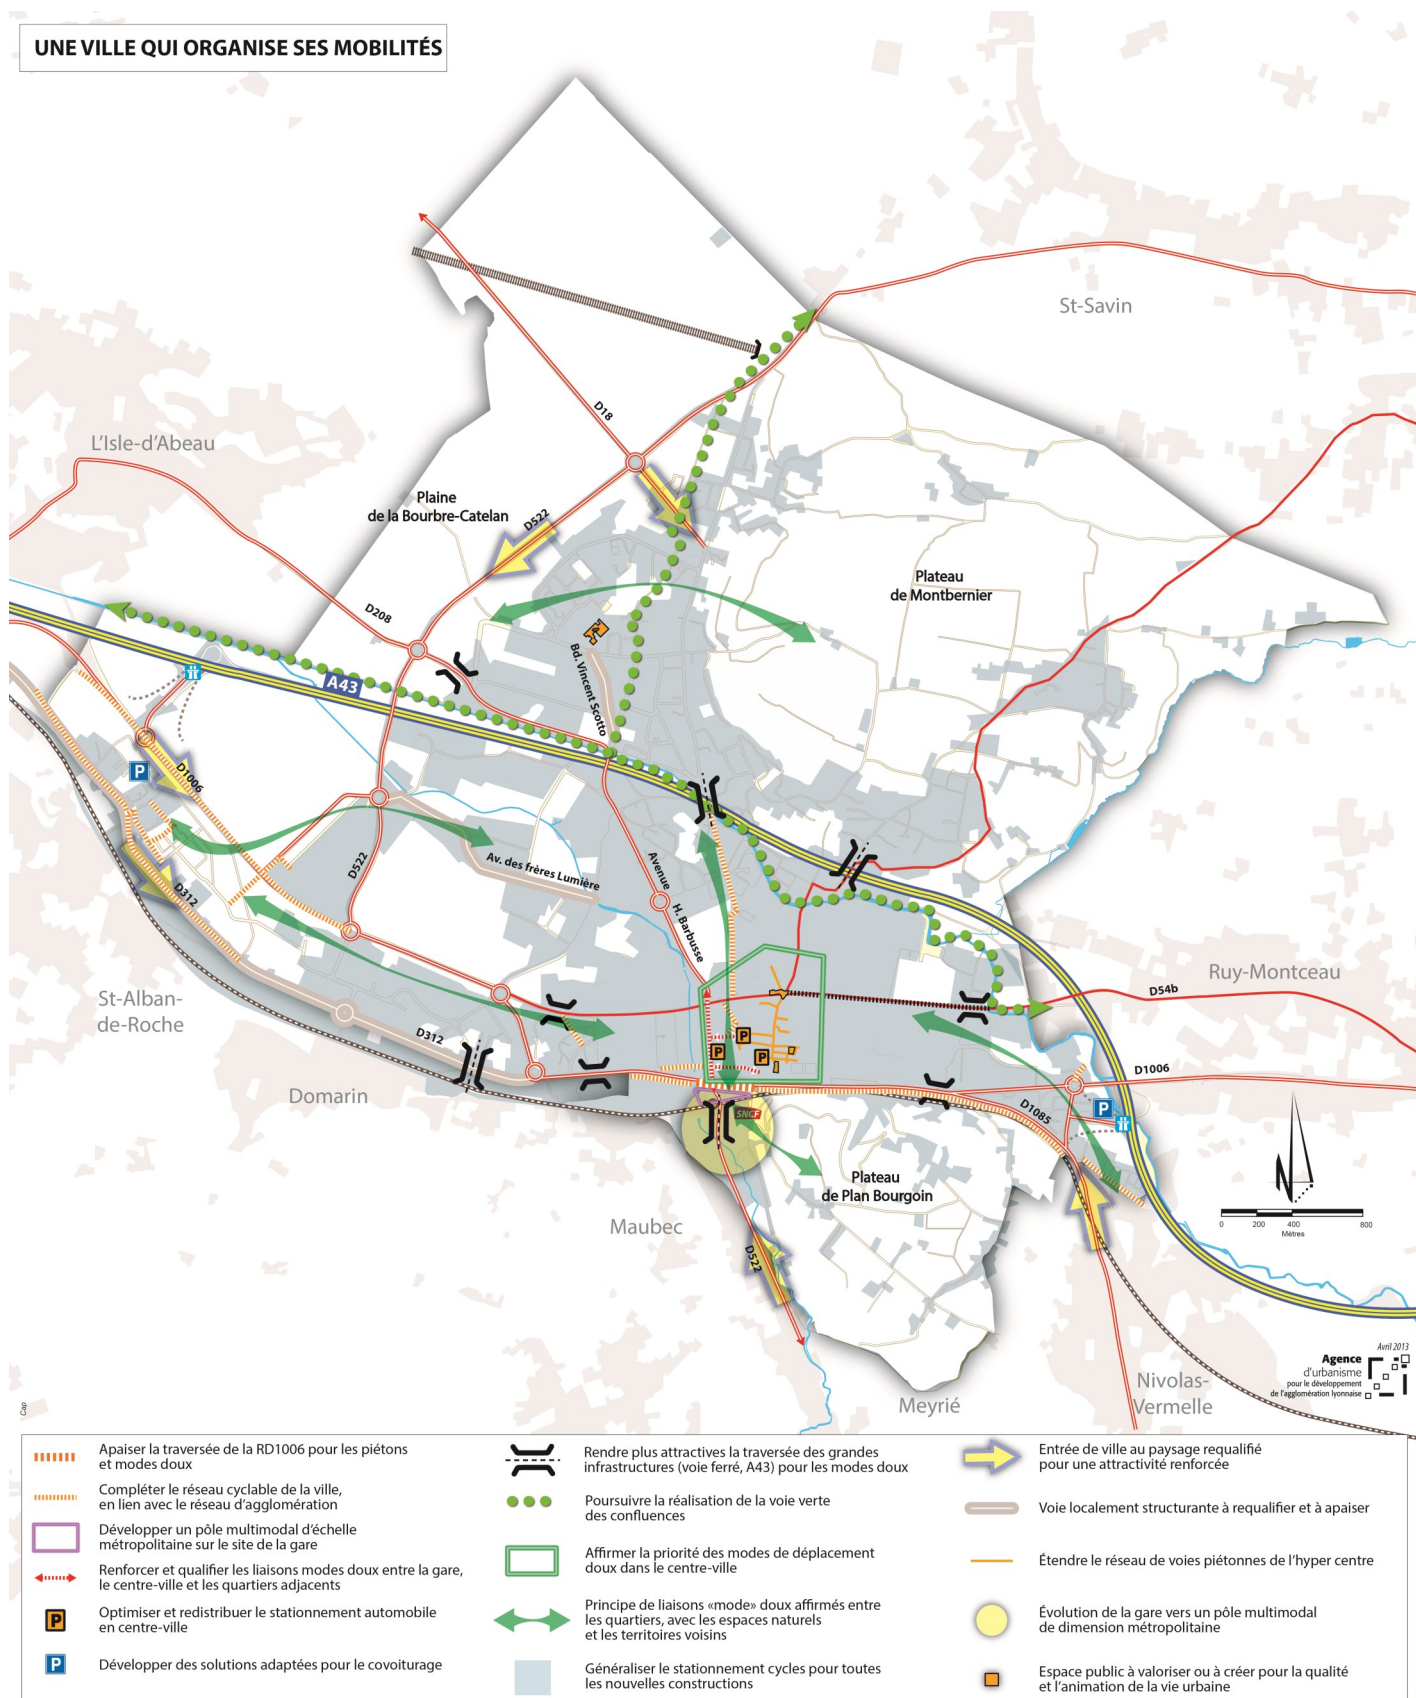 UNE VILLE QUI ORGANISE SES MOBILITÉS
St-Savin
D18
L'Isle-d'Abeau
Plaine
de la Bourbre-Catelan
D522
Plateau
de Montbernier
D208
Bd. Vincent Scotto
A43
P
D1006
D522
Av. des frères Lumière
Avenue
H. Barbusse
D312
Ruy-Montceau
D54b
St-Alban-
de-Roche
D312
P
P
P
D1006
Domarin
SNCF
D1085
P
N
Plateau
de Plan Bourgoin
Maubec
0 200 400 800
Mètres
D522
Avril 2013
Agence
d'urbanisme
pour le développement
de l'agglomération lyonnaise
Nivolas-
Vermelle
Meyrié
Cap
Apaiser la traversée de la RD1006 pour les piétons
et modes doux
Compléter le réseau cyclable de la ville,
en lien avec le réseau d'agglomération
Développer un pôle multimodal d'échelle
métropolitaine sur le site de la gare
Renforcer et qualifier les liaisons modes doux entre la gare,
le centre-ville et les quartiers adjacents
P
Optimiser et redistribuer le stationnement automobile
en centre-ville
P
Développer des solutions adaptées pour le covoiturage
Rendre plus attractives la traversée des grandes
infrastructures (voie ferré, A43) pour les modes doux
Poursuivre la réalisation de la voie verte
des confluences
Affirmer la priorité des modes de déplacement
doux dans le centre-ville
Principe de liaisons «mode» doux affirmés entre
les quartiers, avec les espaces naturels
et les territoires voisins
Généraliser le stationnement cycles pour toutes
les nouvelles constructions
Entrée de ville au paysage requalifié
pour une attractivité renforcée
Voie localement structurante à requalifier et à apaiser
Étendre le réseau de voies piétonnes de l'hyper centre
Évolution de la gare vers un pôle multimodal
de dimension métropolitaine
Espace public à valoriser ou à créer pour la qualité
et l'animation de la vie urbaine